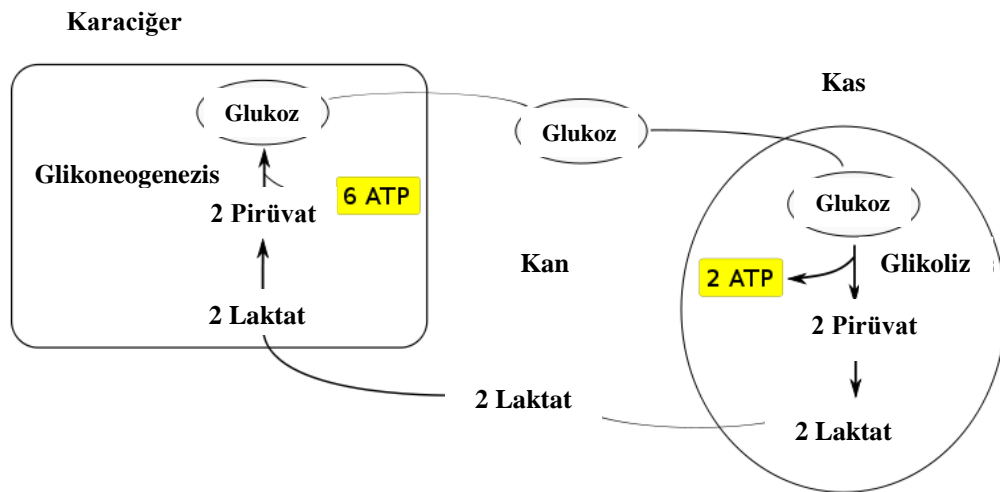 Karaciğer
Glukoz
Glikoneogenezis
6 ATP
2 Pirüvat
2 Laktat
Glukoz
Kan
2 Laktat
Kas
Glukoz
Glikoliz
2 ATP
2 Pirüvat
2 Laktat